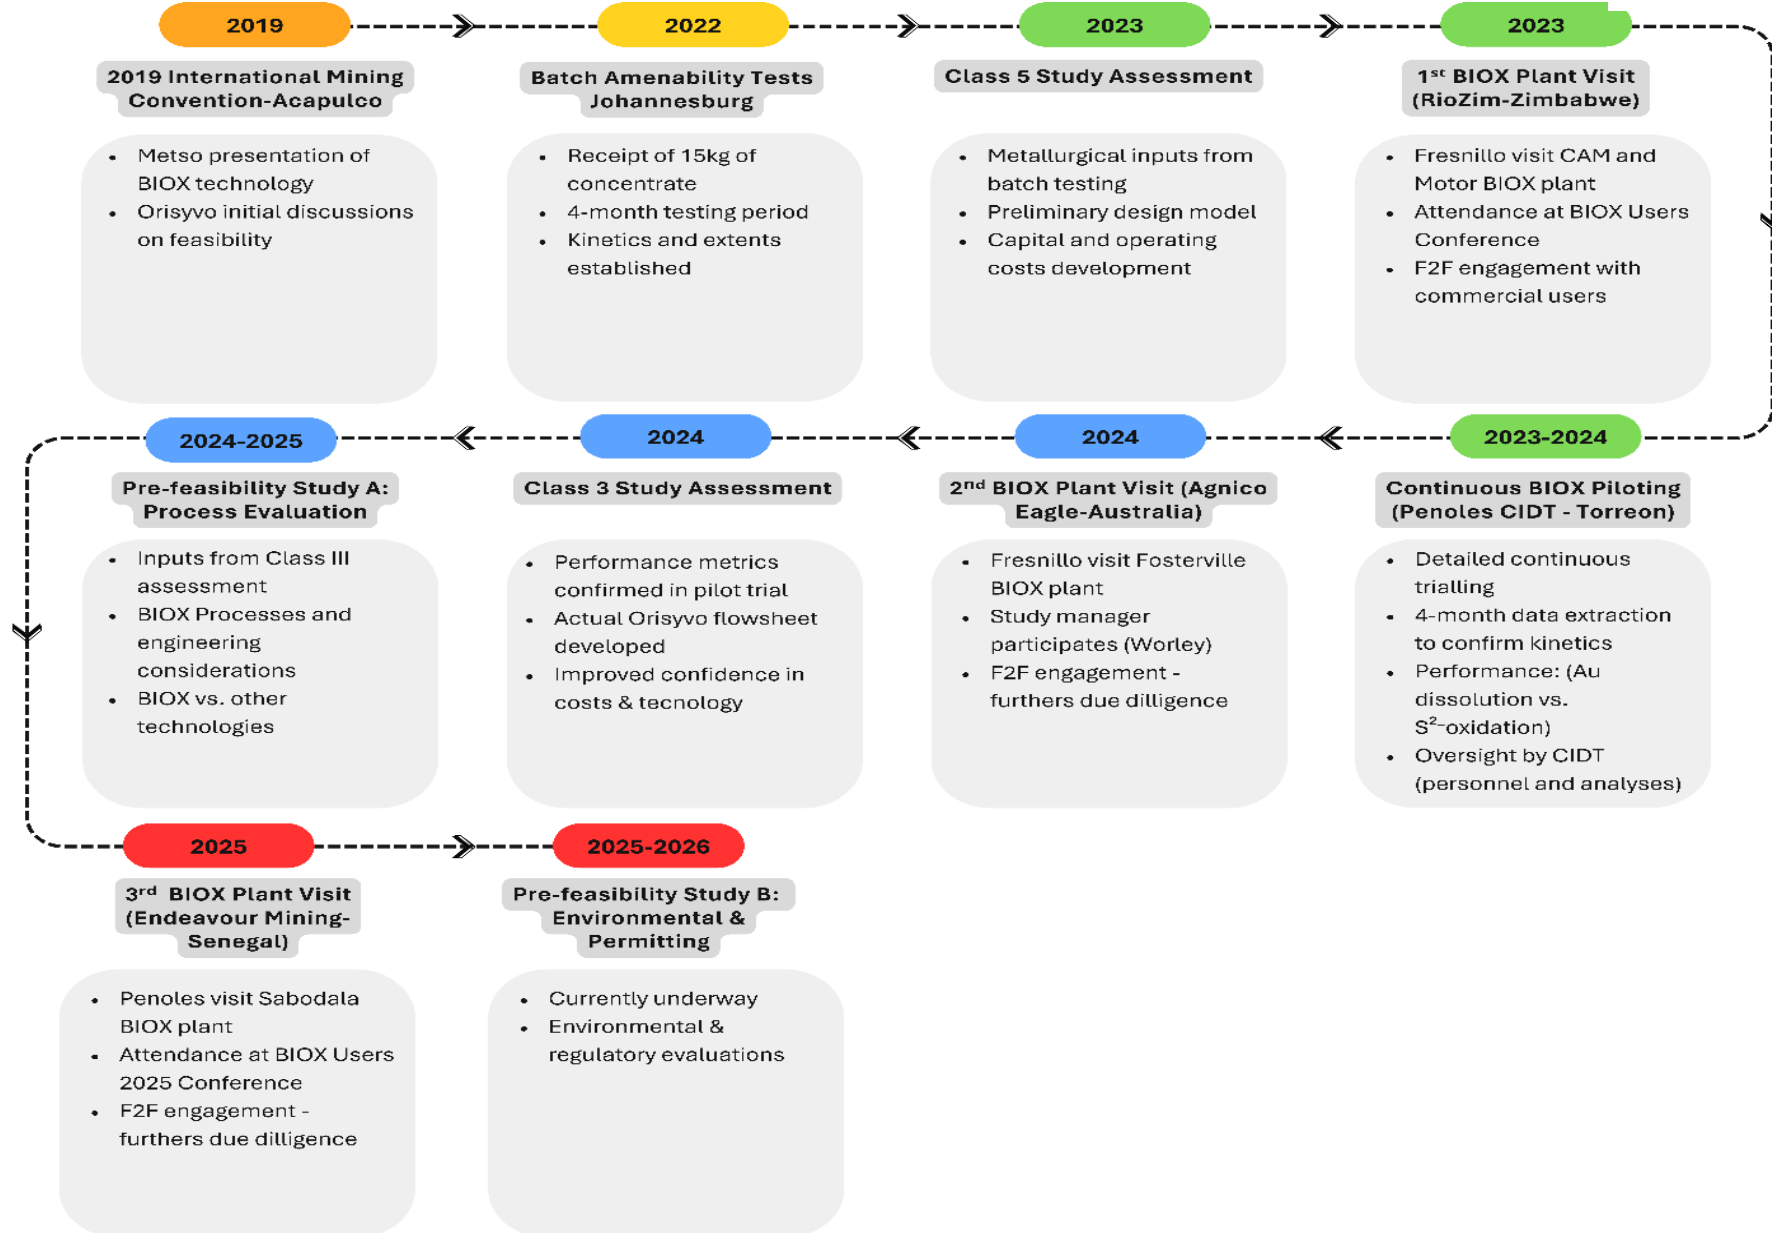 2019
2019 International Mining
Convention-Acapulco
• Metso presentation of
BIOX technology
• Orisyvo initial discussions
on feasibility
2022
Batch Amenability Tests
Johannesburg
• Receipt of 15kg of
concentrate
• 4-month testing period
• Kinetics and extents
established
2023
Class 5 Study Assessment
• Metallurgical inputs from
batch testing
• Preliminary design model
• Capital and operating
costs development
2023
1st BIOX Plant Visit
(RioZim-Zimbabwe)
• Fresnillo visit CAM and
Motor BIOX plant
• Attendance at BIOX Users
Conference
• F2F engagement with
commercial users
2023-2024
Continuous BIOX Piloting
(Penoles CIDT - Torreon)
• Detailed continuous
trialling
• 4-month data extraction
to confirm kinetics
• Performance: (Au
dissolution vs.
S²⁻oxidation)
• Oversight by CIDT
(personnel and analyses)
2024
2nd BIOX Plant Visit (Agnico
Eagle-Australia)
• Fresnillo visit Fosterville
BIOX plant
• Study manager
participates (Worley)
• F2F engagement -
furthers due dilligence
2024
Class 3 Study Assessment
• Performance metrics
confirmed in pilot trial
• Actual Orisyvo flowsheet
developed
• Improved confidence in
costs & tecnology
2024-2025
Pre-feasibility Study A:
Process Evaluation
• Inputs from Class III
assessment
• BIOX Processes and
engineering
considerations
• BIOX vs. other
technologies
2025
3rd BIOX Plant Visit
(Endeavour Mining-
Senegal)
• Penoles visit Sabodala
BIOX plant
• Attendance at BIOX Users
2025 Conference
• F2F engagement -
furthers due dilligence
2025-2026
Pre-feasibility Study B:
Environmental &
Permitting
• Currently underway
• Environmental &
regulatory evaluations